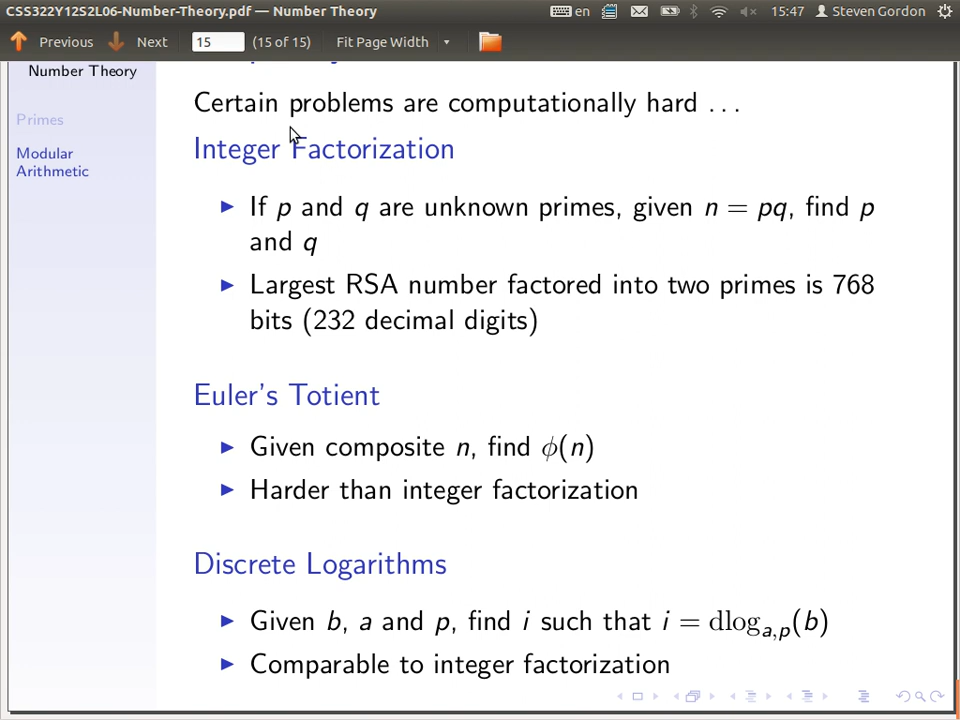 CSS322Y12S2L06-Number-Theory.pdf — Number Theory en 15:47 Steven Gordon
Previous Next 15 (15 of 15) Fit Page Width
Number Theory
Primes
Modular
Arithmetic
Certain problems are computationally hard . . .
Integer Factorization
If p and q are unknown primes, given n = pq, find p
and q
Largest RSA number factored into two primes is 768
bits (232 decimal digits)
Euler's Totient
Given composite n, find ϕ(n)
Harder than integer factorization
Discrete Logarithms
Given b, a and p, find i such that i = dlog_{a,p}(b)
Comparable to integer factorization